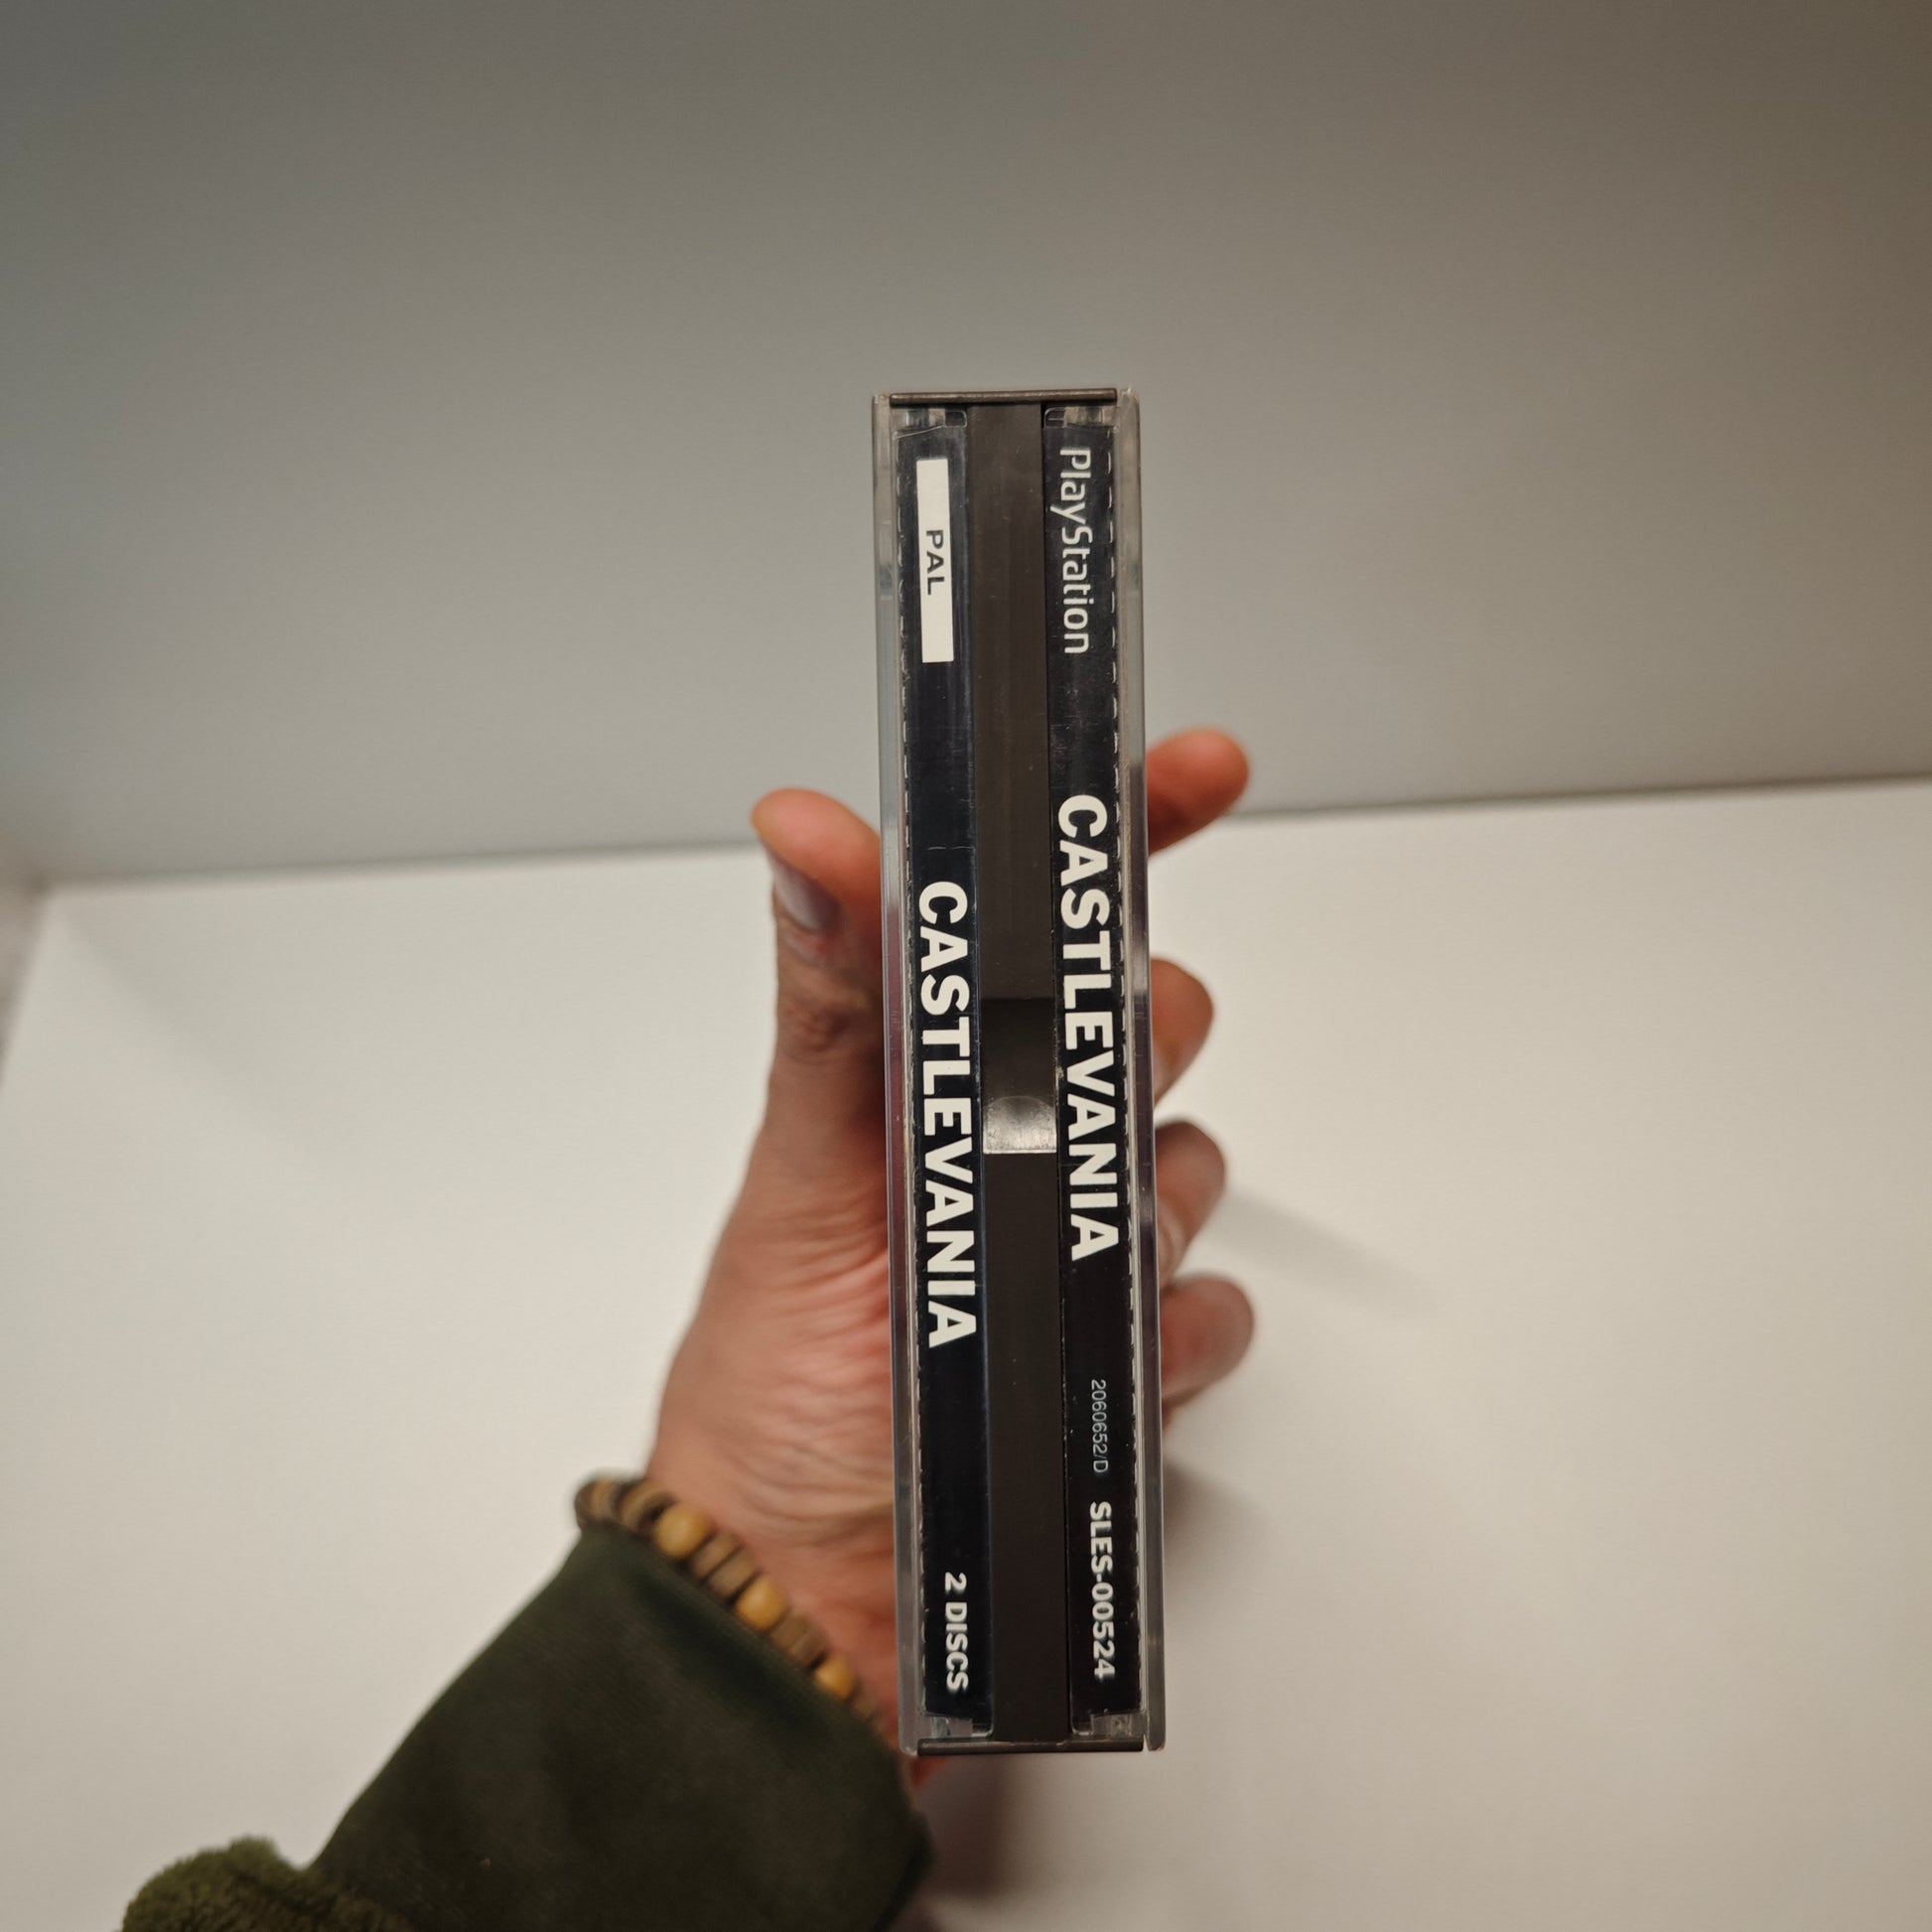 PlayStation
CASTLEVANIA
2060652/D
SLES-00524
PAL
CASTLEVANIA
2 DISCS